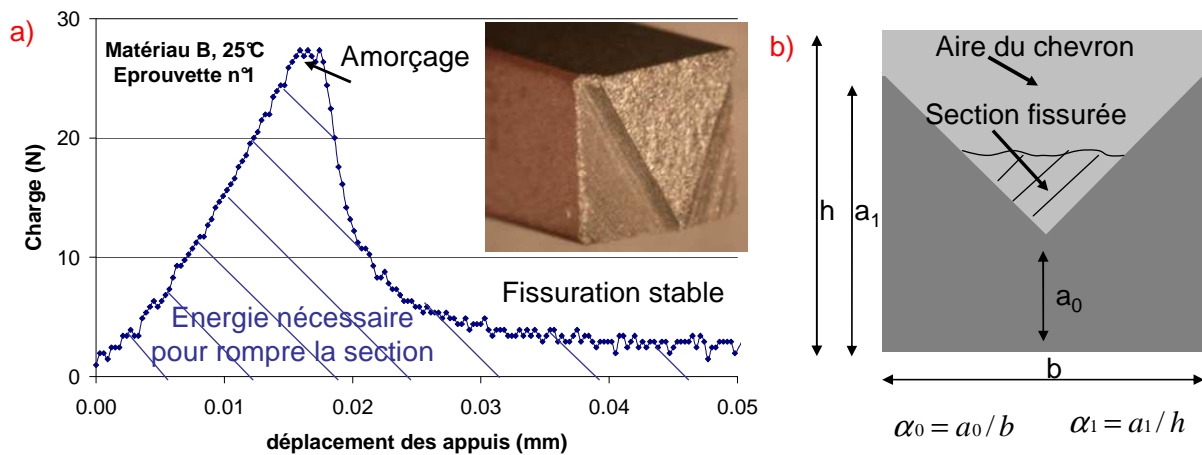 a)
30
20
10
0
Charge (N)
Matériau B, 25°C
Eprouvette n°1
Amorçage
Fissuration stable
Energie nécessaire
pour rompre la section
0.00
0.01
0.02
0.03
0.04
0.05
déplacement des appuis (mm)
b)
Aire du chevron
Section fissurée
h
a₁
a₀
b
α₀ = a₀/b
α₁ = a₁/h